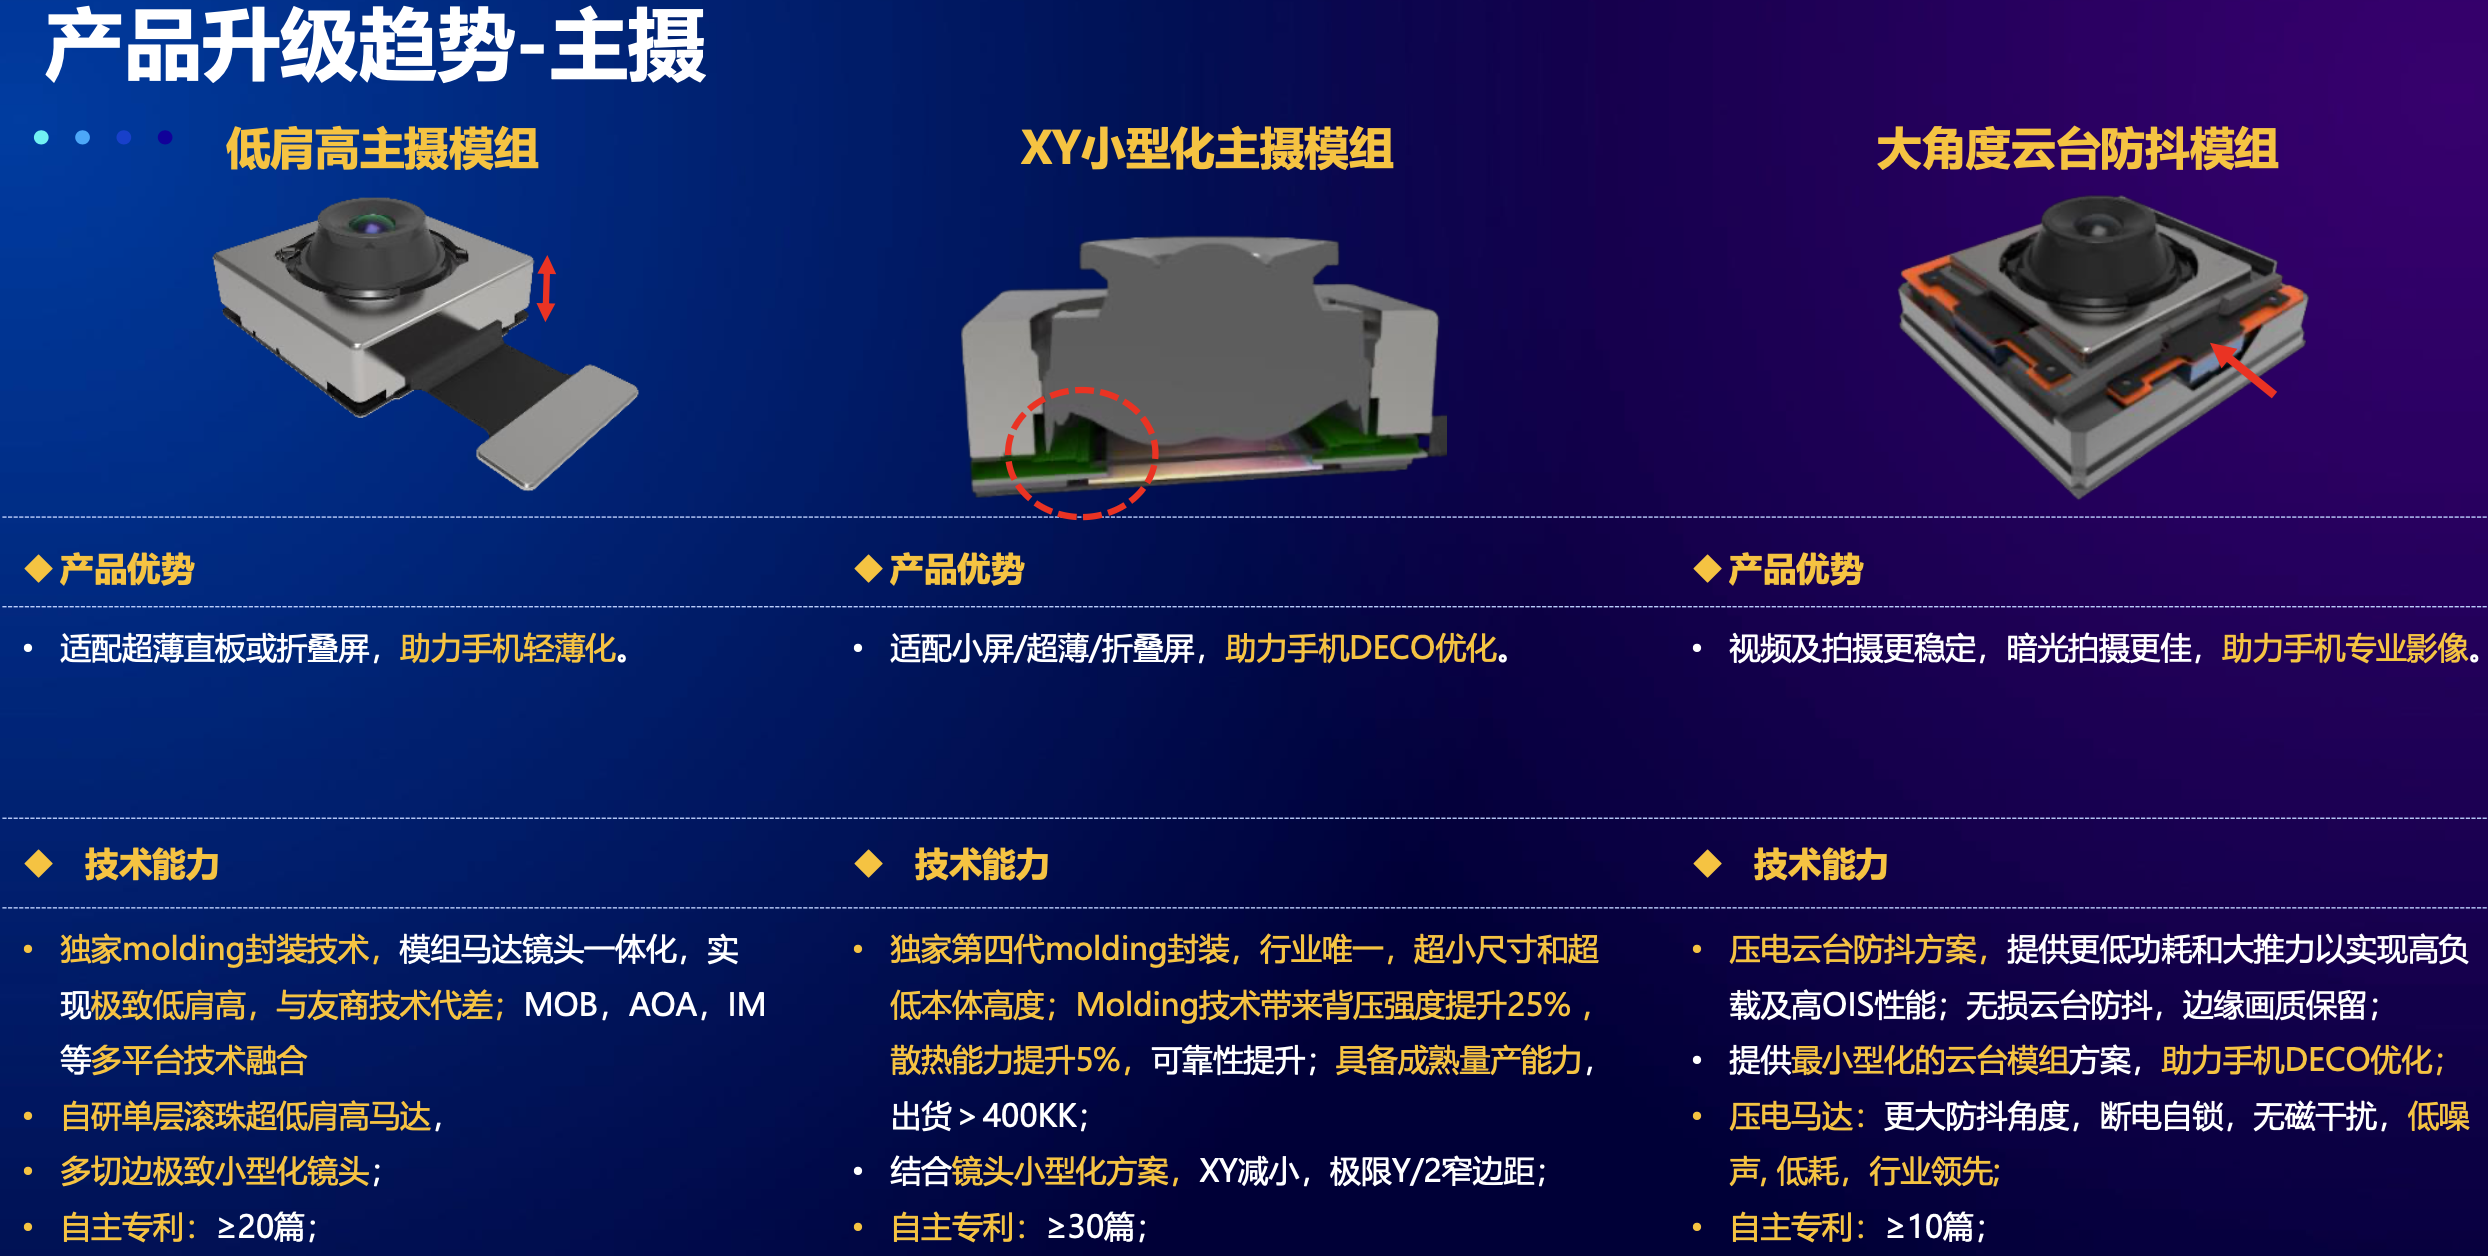 产品升级趋势-主摄
低肩高主摄模组
XY小型化主摄模组
大角度云台防抖模组
产品优势
产品优势
产品优势
• 适配超薄直板或折叠屏，助力手机轻薄化。
• 适配小屏/超薄/折叠屏，助力手机DECO优化。
• 视频及拍摄更稳定，暗光拍摄更佳，助力手机专业影像。
技术能力
技术能力
技术能力
• 独家molding封装技术，模组马达镜头一体化，实
现极致低肩高，与友商技术代差；MOB，AOA，IM
等多平台技术融合
• 自研单层滚珠超低肩高马达，
• 多切边极致小型化镜头；
• 自主专利：≥20篇；
• 独家第四代molding封装，行业唯一，超小尺寸和超
低本体高度；Molding技术带来背压强度提升25%，
散热能力提升5%，可靠性提升；具备成熟量产能力，
出货＞400KK；
• 结合镜头小型化方案，XY减小，极限Y/2窄边距；
• 自主专利：≥30篇；
• 压电云台防抖方案，提供更低功耗和大推力以实现高负
载及高OIS性能；无损云台防抖，边缘画质保留；
• 提供最小型化的云台模组方案，助力手机DECO优化；
• 压电马达：更大防抖角度，断电自锁，无磁干扰，低噪
声, 低耗，行业领先;
• 自主专利：≥10篇；